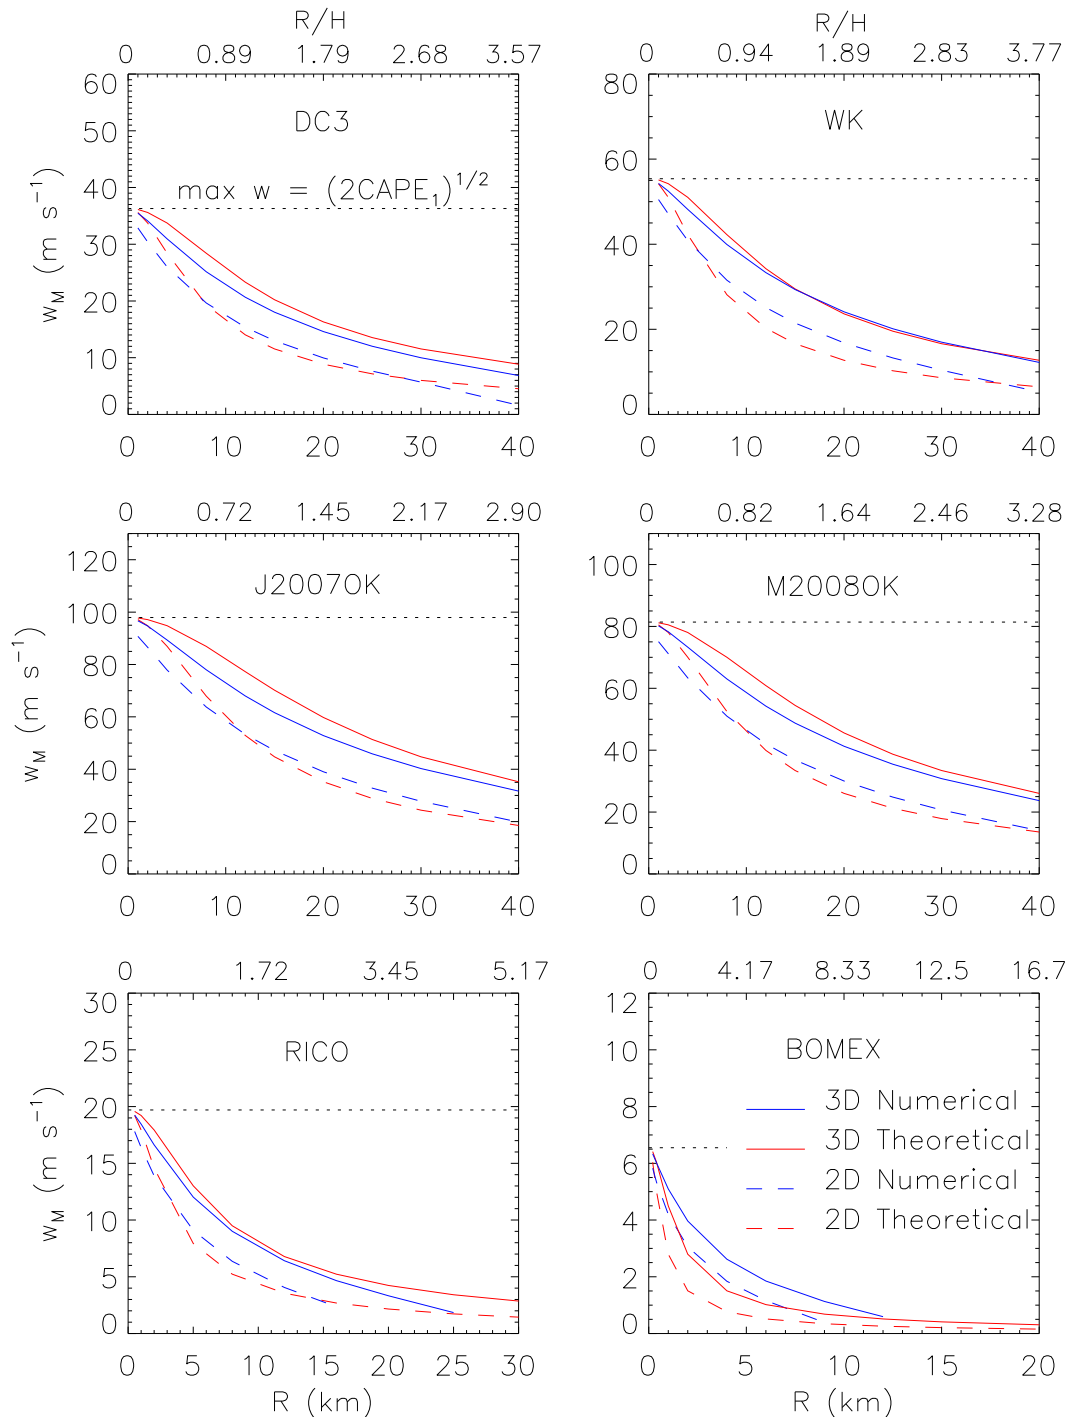 R/H
0 0.89 1.79 2.68 3.57
60
50
40
30
20
10
0
w_M (m s⁻¹)
DC3
max w = (2CAPE₁)^1/2
0 10 20 30 40
R/H
0 0.94 1.89 2.83 3.77
80
60
40
20
0
WK
0 10 20 30 40
0 0.72 1.45 2.17 2.90
120
100
80
60
40
20
0
w_M (m s⁻¹)
J2007OK
0 10 20 30 40
0 0.82 1.64 2.46 3.28
100
80
60
40
20
0
M2008OK
0 10 20 30 40
0 1.72 3.45 5.17
30
25
20
15
10
5
0
w_M (m s⁻¹)
RICO
0 5 10 15 20 25 30
R (km)
0 4.17 8.33 12.5 16.7
12
10
8
6
4
2
0
BOMEX
3D Numerical
3D Theoretical
2D Numerical
2D Theoretical
0 5 10 15 20
R (km)